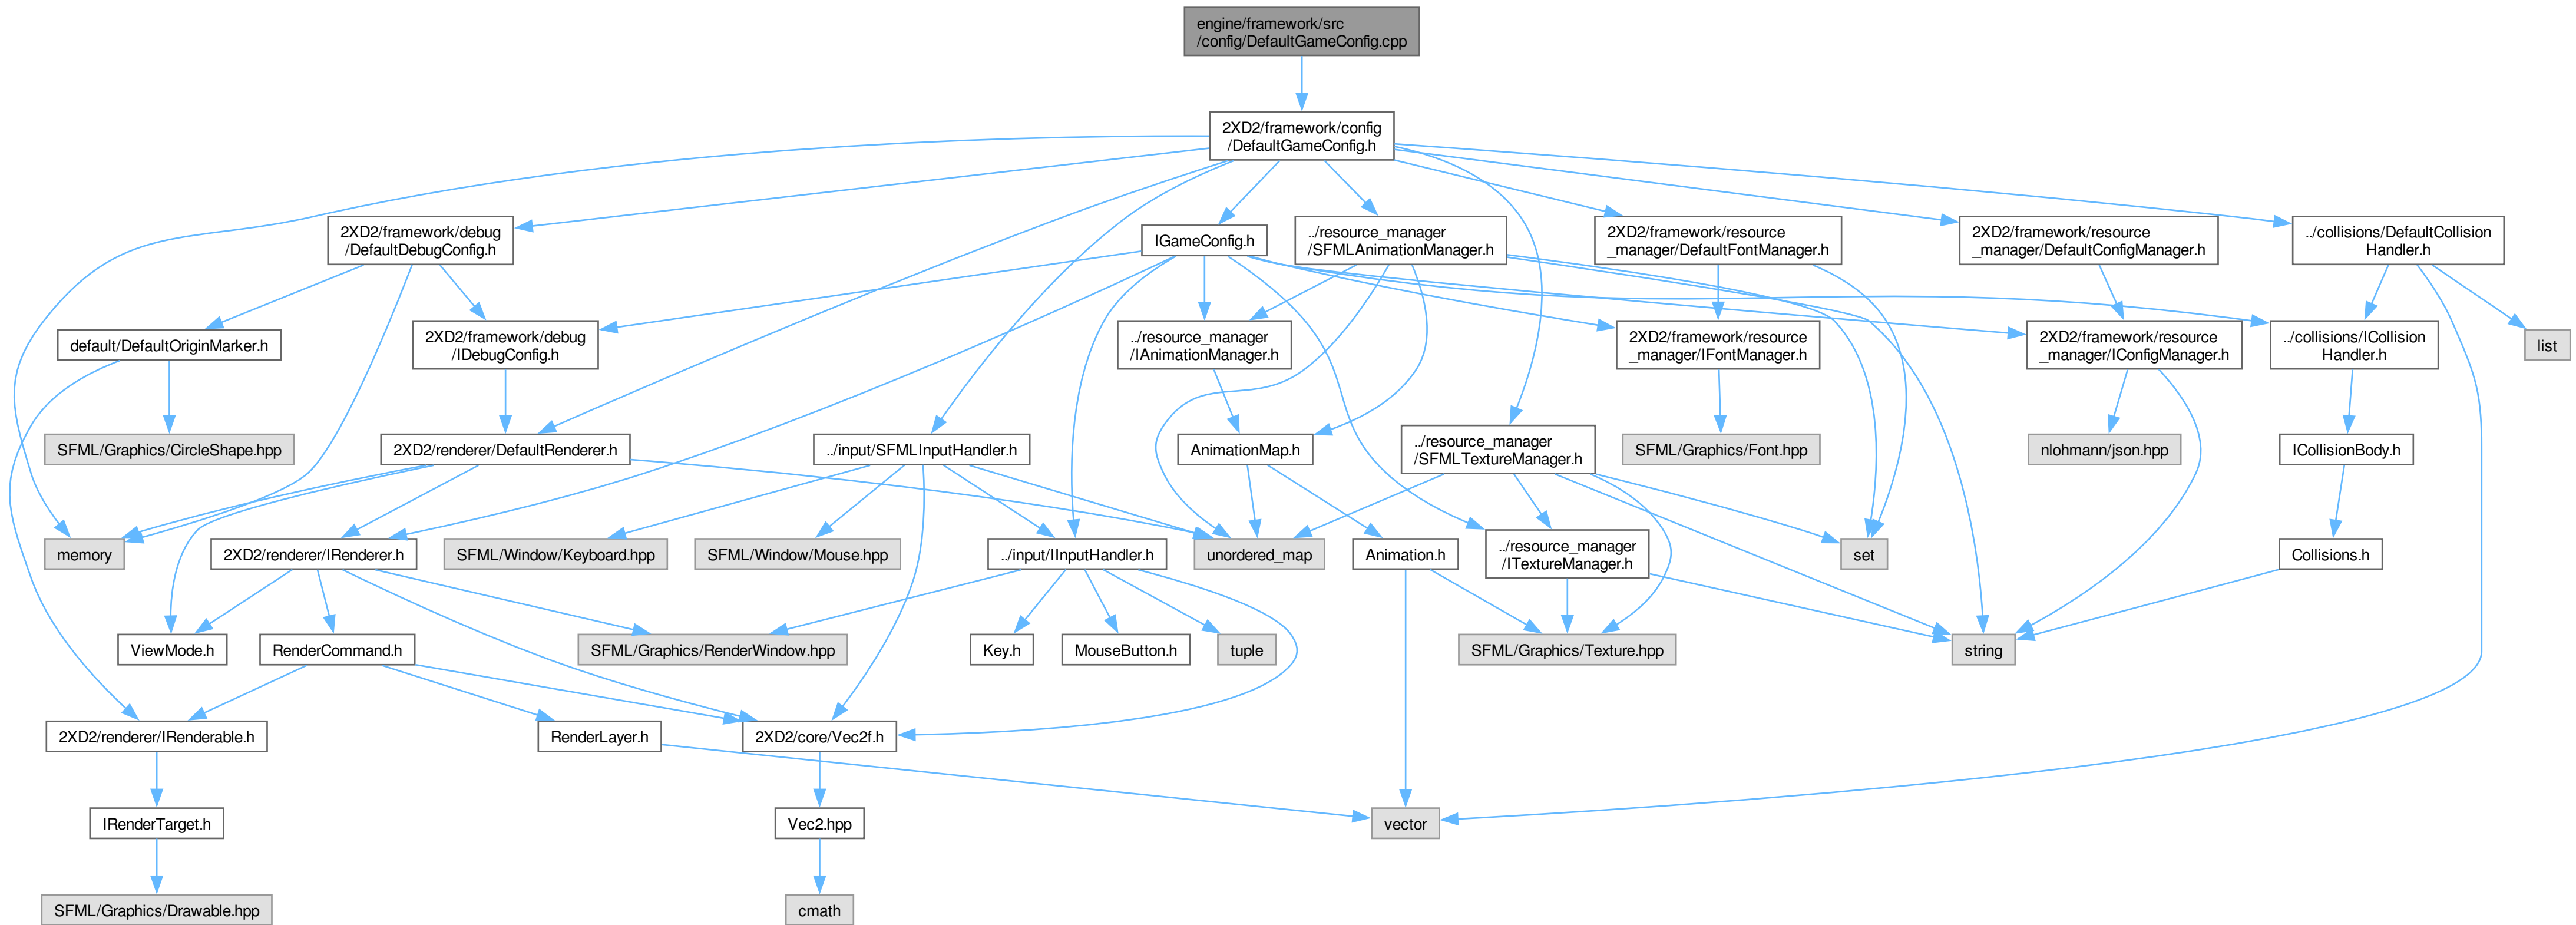 engine/framework/src
/config/DefaultGameConfig.cpp
2XD2/framework/config
/DefaultGameConfig.h
2XD2/framework/debug
/DefaultDebugConfig.h
IGameConfig.h
../resource_manager
/SFMLAnimationManager.h
2XD2/framework/resource
_manager/DefaultFontManager.h
2XD2/framework/resource
_manager/DefaultConfigManager.h
../collisions/DefaultCollision
Handler.h
default/DefaultOriginMarker.h
2XD2/framework/debug
/IDebugConfig.h
../resource_manager
/IAnimationManager.h
2XD2/framework/resource
_manager/IFontManager.h
2XD2/framework/resource
_manager/IConfigManager.h
../collisions/ICollision
Handler.h
list
SFML/Graphics/CircleShape.hpp
2XD2/renderer/DefaultRenderer.h
../input/SFMLInputHandler.h
AnimationMap.h
../resource_manager
/SFMLTextureManager.h
SFML/Graphics/Font.hpp
nlohmann/json.hpp
ICollisionBody.h
memory
2XD2/renderer/IRenderer.h
SFML/Window/Keyboard.hpp
SFML/Window/Mouse.hpp
../input/IInputHandler.h
unordered_map
Animation.h
../resource_manager
/ITextureManager.h
set
Collisions.h
ViewMode.h
RenderCommand.h
SFML/Graphics/RenderWindow.hpp
Key.h
MouseButton.h
tuple
SFML/Graphics/Texture.hpp
string
2XD2/renderer/IRenderable.h
RenderLayer.h
2XD2/core/Vec2f.h
IRenderTarget.h
Vec2.hpp
vector
SFML/Graphics/Drawable.hpp
cmath